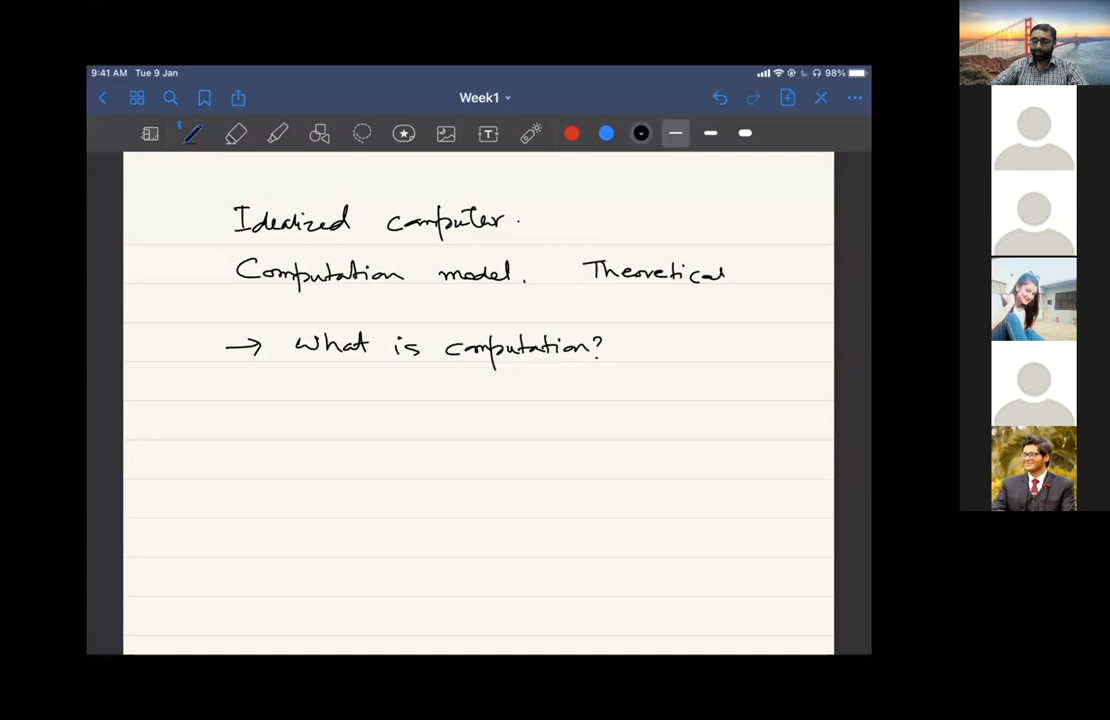 9:41 AM Tue 9 Jan
98%
Week1
T
Idealized computer.
Computation model. Theoretical
→ What is computation?